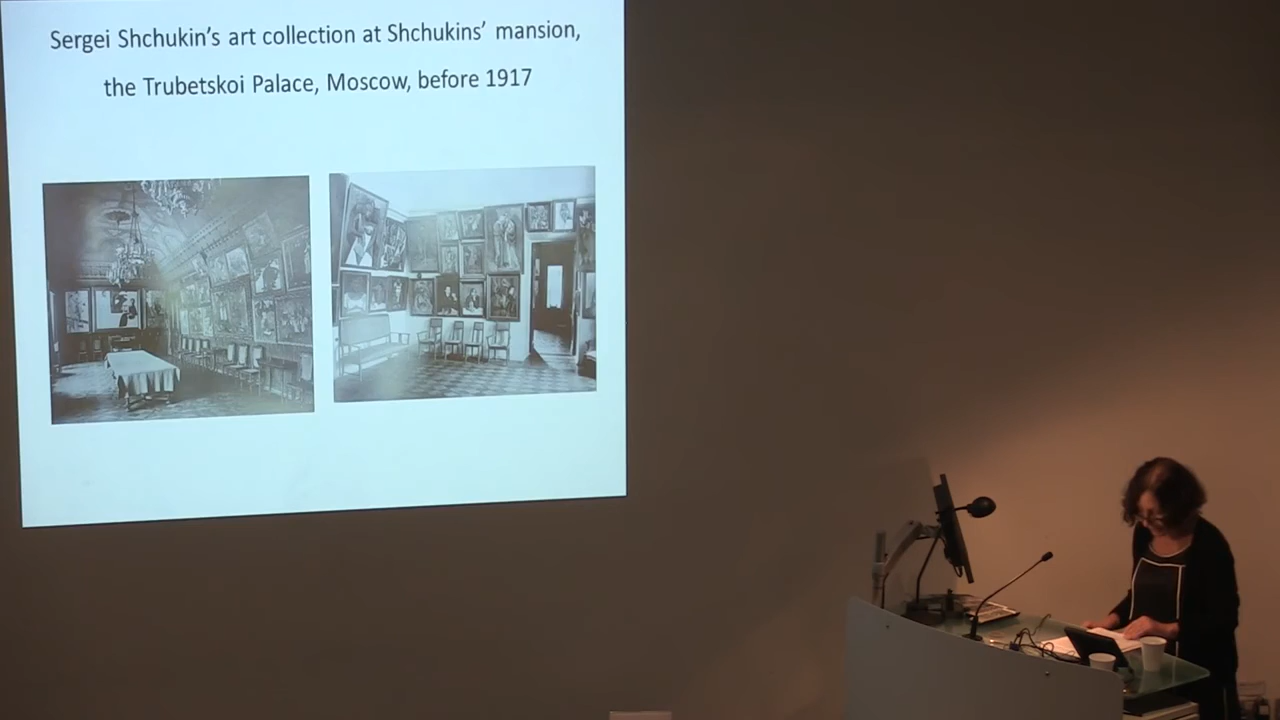 Sergei Shchukin's art collection at Shchukins' mansion,
the Trubetskoi Palace, Moscow, before 1917